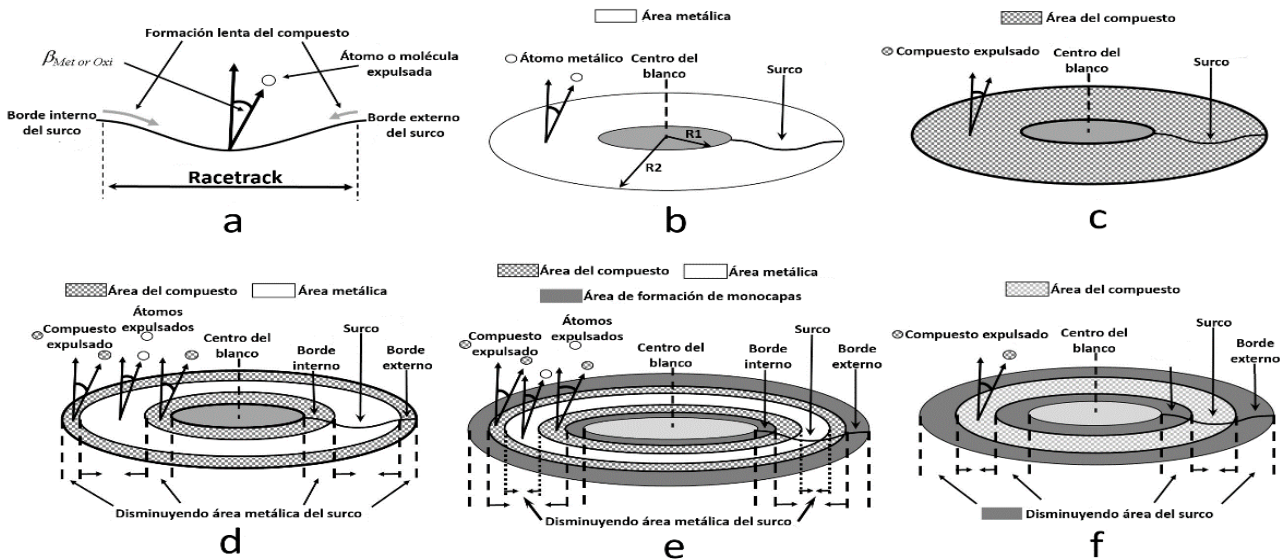 Formación lenta del compuesto
βMet or Oxi
Átomo o molécula
expulsada
Borde interno
del surco
Borde externo
del surco
Racetrack
a
Área metálica
Átomo metálico
Centro del
blanco
Surco
R1
R2
b
Área del compuesto
Compuesto expulsado
Centro del
blanco
Surco
c
Área del compuesto
Área metálica
Compuesto
expulsado
Átomos
expulsados
Centro del
blanco
Borde
interno
Surco
Borde
externo
Disminuyendo área metálica del surco
d
Área del compuesto
Área metálica
Área de formación de monocapas
Compuesto
expulsado
Átomos
expulsados
Centro del
blanco
Borde
interno
Surco
Borde
externo
Disminuyendo área metálica del surco
e
Área del compuesto
Compuesto expulsado
Centro del
blanco
Surco
Borde
externo
Disminuyendo área del surco
f